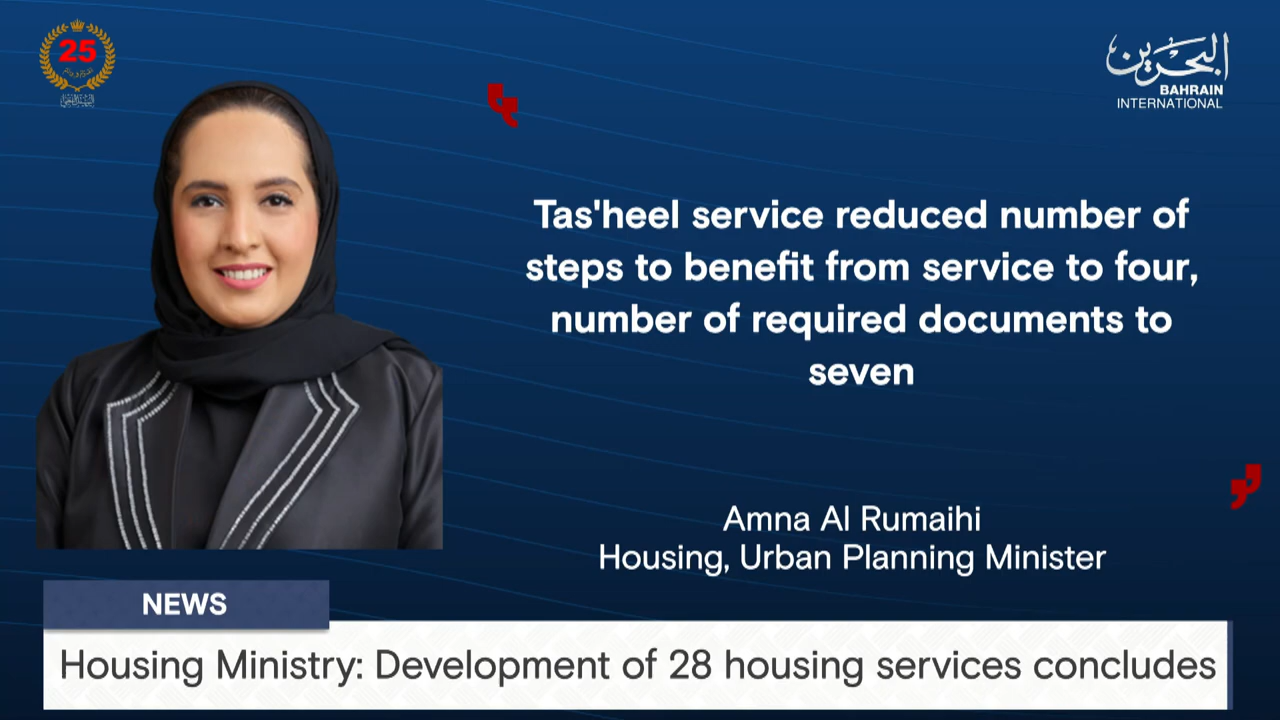 25
البحرين
BAHRAIN
INTERNATIONAL
Tas'heel service reduced number of
steps to benefit from service to four,
number of required documents to
seven
Amna Al Rumaihi
Housing, Urban Planning Minister
NEWS
Housing Ministry: Development of 28 housing services concludes